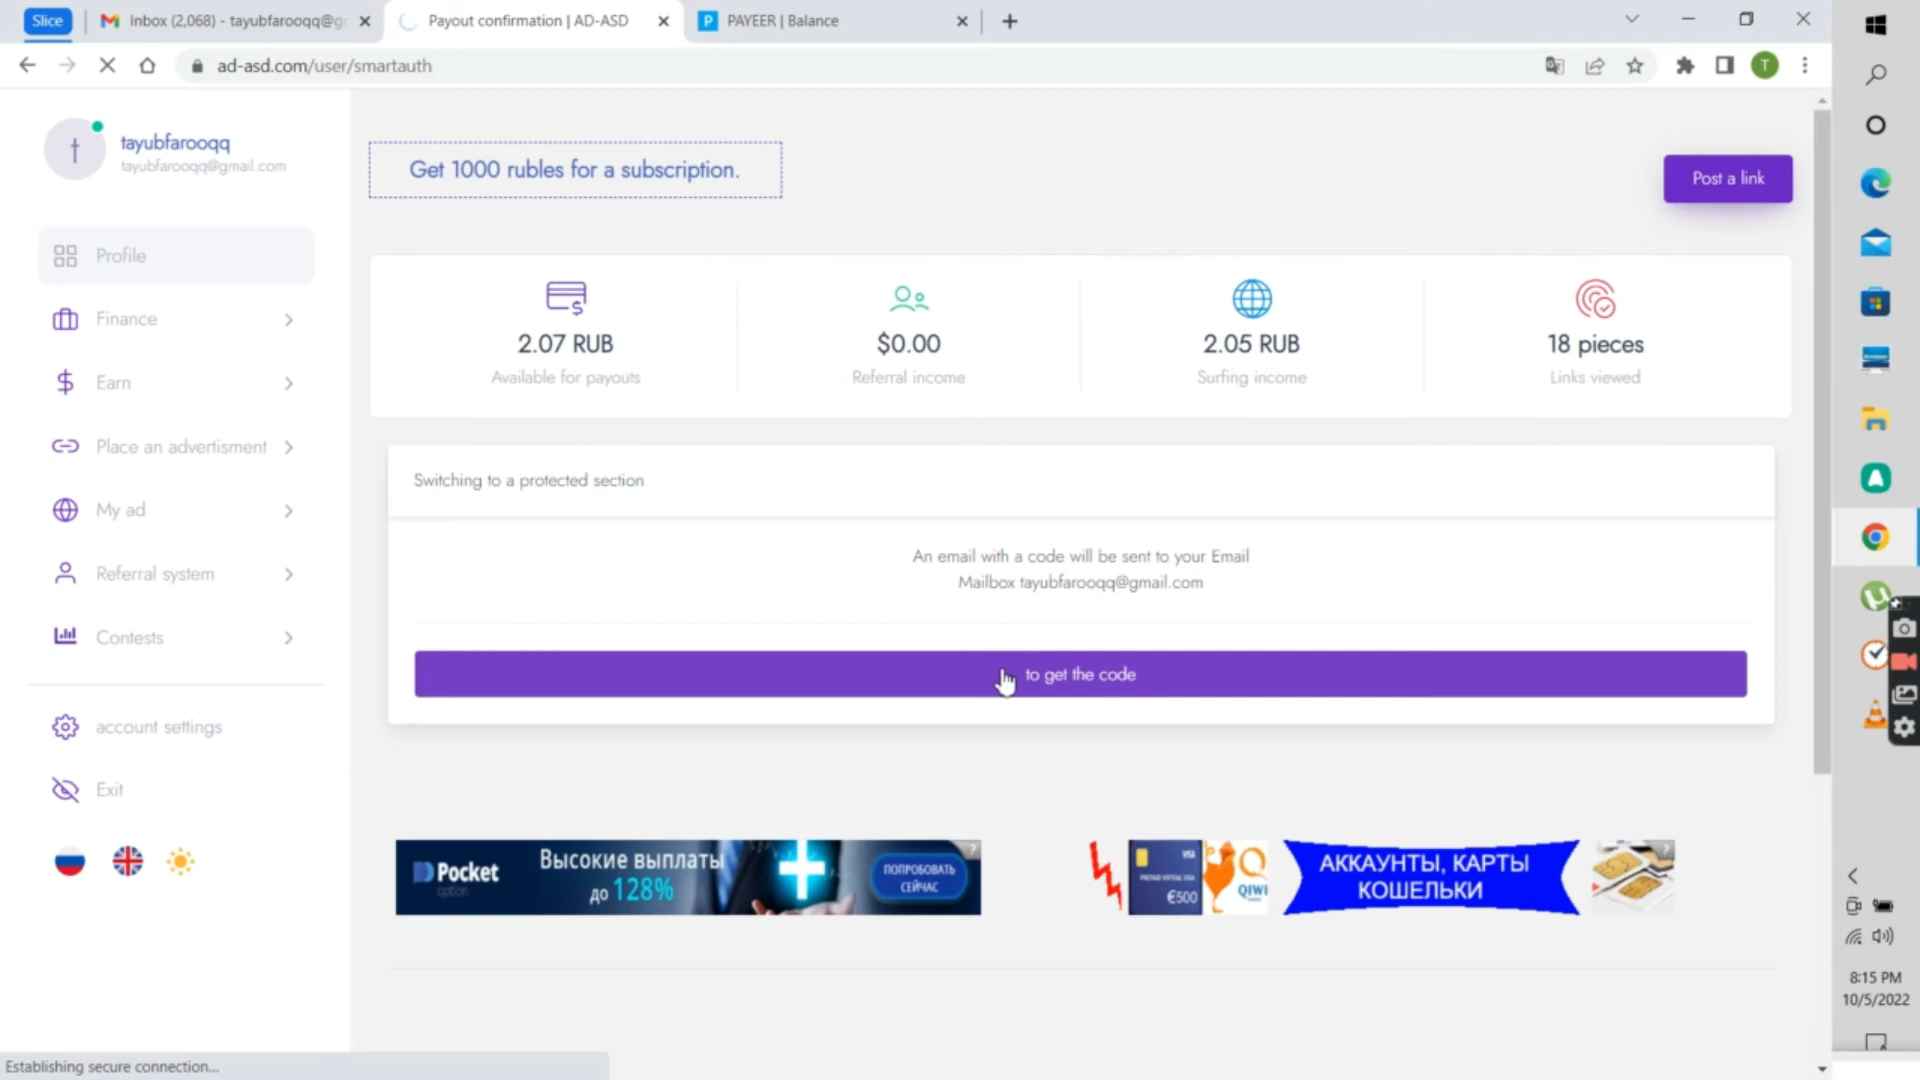 Slice
Inbox (2,068) - tayubfarooqq@g
Payout confirmation | AD-ASD
PAYEER | Balance
ad-asd.com/user/smartauth
T
t
tayubfarooqq
tayubfarooqq@gmail.com
Profile
Finance
Earn
Place an advertisment
My ad
Referral system
Contests
account settings
Exit
Get 1000 rubles for a subscription.
Post a link
2.07 RUB
Available for payouts
$0.00
Referral income
2.05 RUB
Surfing income
18 pieces
Links viewed
Switching to a protected section
An email with a code will be sent to your Email
Mailbox tayubfarooqq@gmail.com
to get the code
Pocket
option
Высокие выплаты
до 128%
ПОПРОБОВАТЬ
СЕЙЧАС
?
VISA
PREPAID VIRTUAL VISA
€500
QIWI
АККАУНТЫ, КАРТЫ
КОШЕЛЬКИ
?
8:15 PM
10/5/2022
Establishing secure connection...